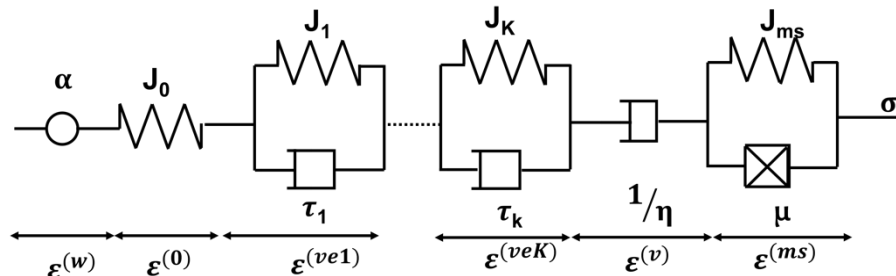 α
J₀
J₁
τ₁
J_K
τ_k
1/η
J_ms
μ
σ
ε^(w)
ε^(0)
ε^(ve1)
ε^(veK)
ε^(v)
ε^(ms)